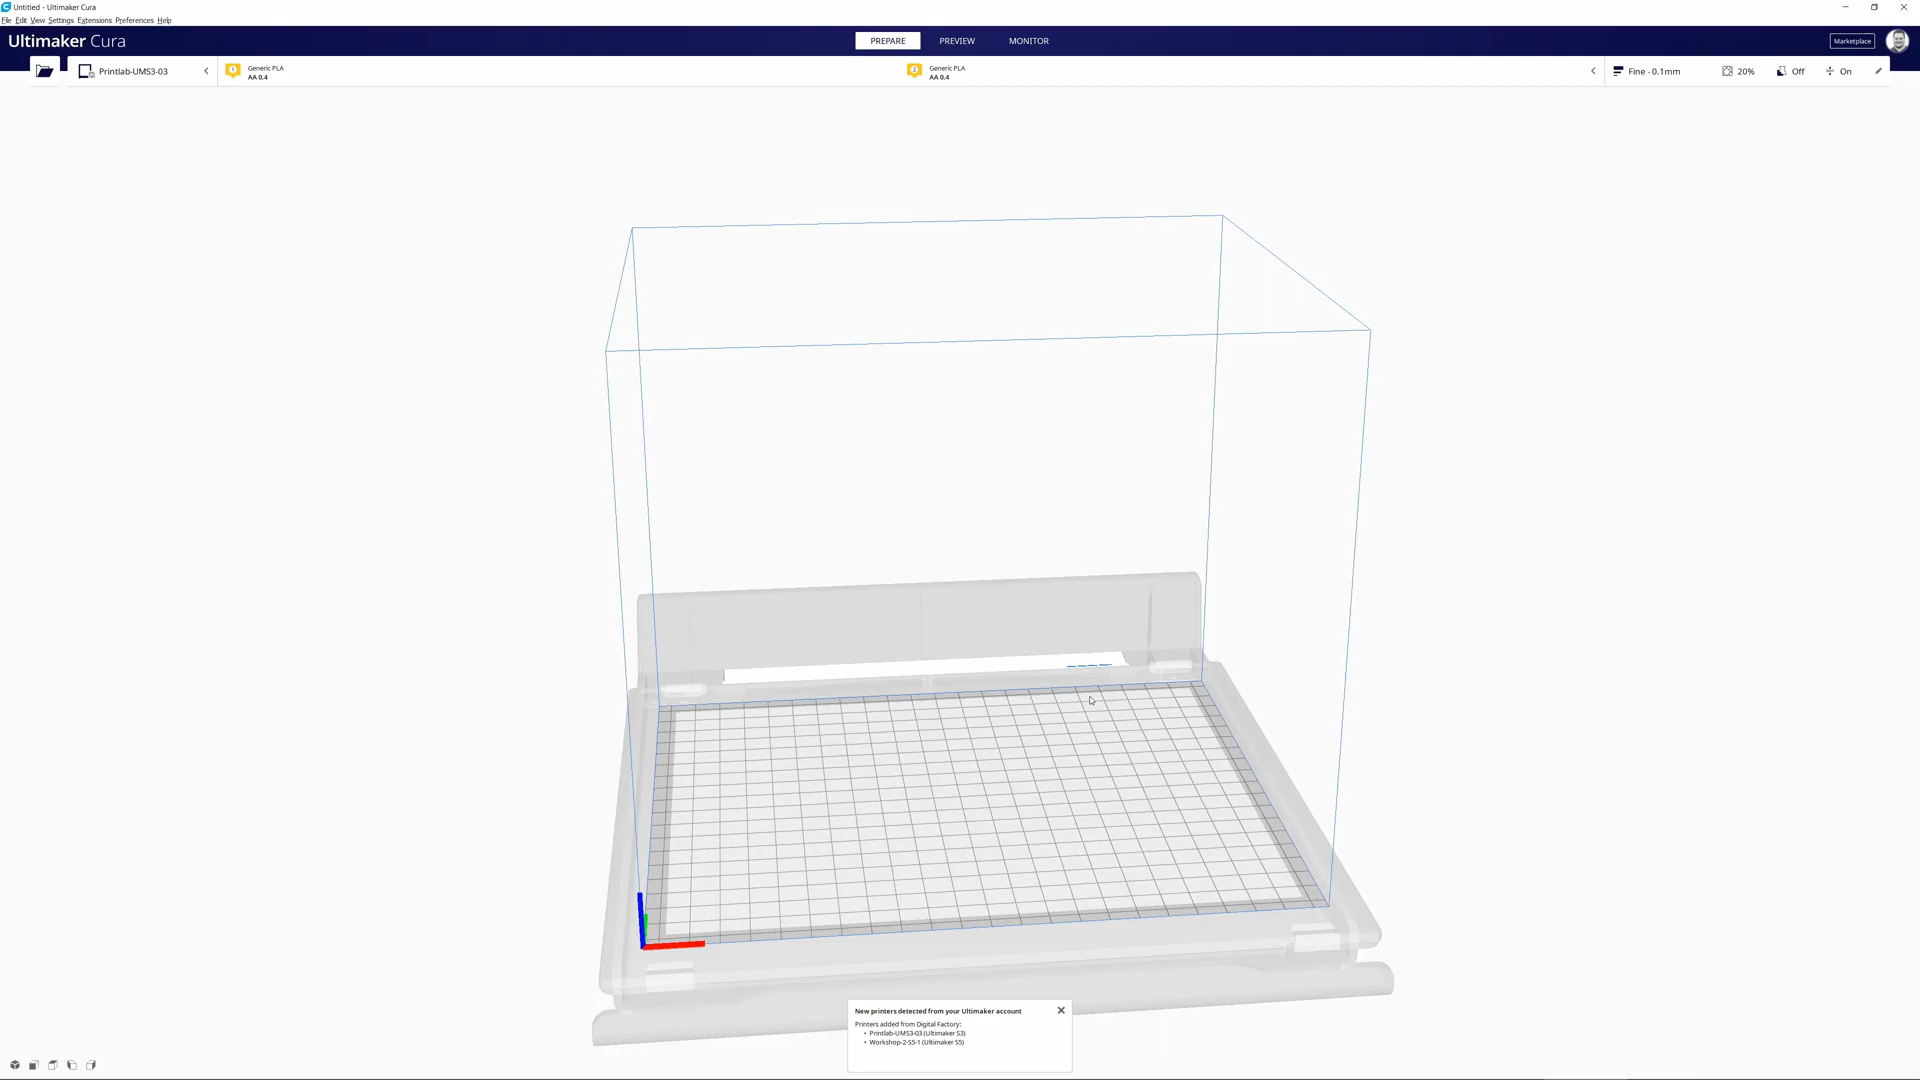 Untitled - Ultimaker Cura
File Edit View Settings Extensions Preferences Help
Ultimaker Cura
PREPARE
PREVIEW
MONITOR
Marketplace
Printlab-UMS3-03
1
Generic PLA
AA 0.4
2
Generic PLA
AA 0.4
Fine - 0.1mm
20%
Off
On
New printers detected from your Ultimaker account
Printers added from Digital Factory:
• Printlab-UMS3-03 (Ultimaker S3)
• Workshop-2-S5-1 (Ultimaker S5)